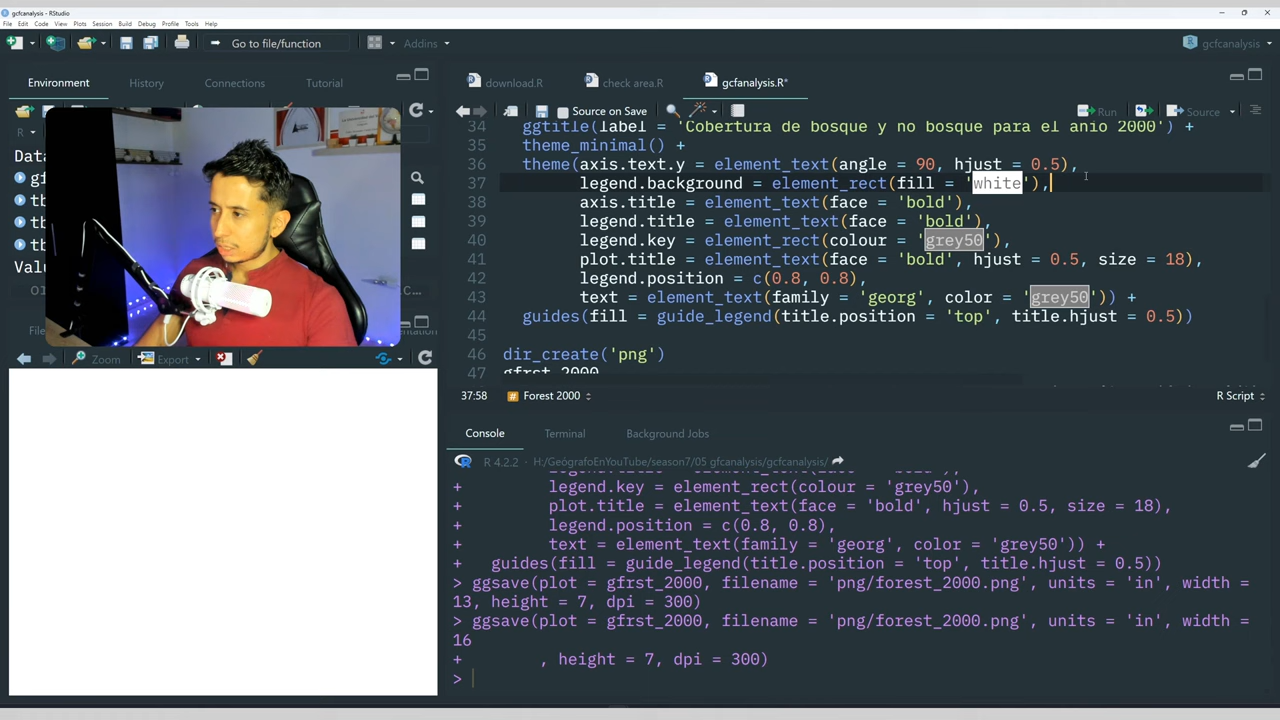 gcfcanalysis - RStudio
File Edit Code View Plots Session Build Debug Profile Tools Help
Go to file/function
Addins
gcfcanalysis
Environment
History
Connections
Tutorial
R
Data
Export
Zoom
download.R
check area.R
gcfanalysis.R*
Source on Save
Run
Source
34 ggtitle(label = 'Cobertura de bosque y no bosque para el anio 2000') +
35 theme_minimal() +
36 theme(axis.text.y = element_text(angle = 90, hjust = 0.5),
37 legend.background = element_rect(fill = 'white'),
38 axis.title = element_text(face = 'bold'),
39 legend.title = element_text(face = 'bold'),
40 legend.key = element_rect(colour = 'grey50'),
41 plot.title = element_text(face = 'bold', hjust = 0.5, size = 18),
42 legend.position = c(0.8, 0.8),
43 text = element_text(family = 'georg', color = 'grey50')) +
44 guides(fill = guide_legend(title.position = 'top', title.hjust = 0.5))
45
46 dir_create('png')
47 gfrst_2000
37:58
# Forest 2000
R Script
Console
Terminal
Background Jobs
R 4.2.2 · H:/GeógrafoEnYouTube/season7/05 gfcanalysis/gcfcanalysis/
+ legend.key = element_rect(colour = 'grey50'),
+ plot.title = element_text(face = 'bold', hjust = 0.5, size = 18),
+ legend.position = c(0.8, 0.8),
+ text = element_text(family = 'georg', color = 'grey50')) +
+ guides(fill = guide_legend(title.position = 'top', title.hjust = 0.5))
> ggsave(plot = gfrst_2000, filename = 'png/forest_2000.png', units = 'in', width =
13, height = 7, dpi = 300)
> ggsave(plot = gfrst_2000, filename = 'png/forest_2000.png', units = 'in', width =
16
+ , height = 7, dpi = 300)
>